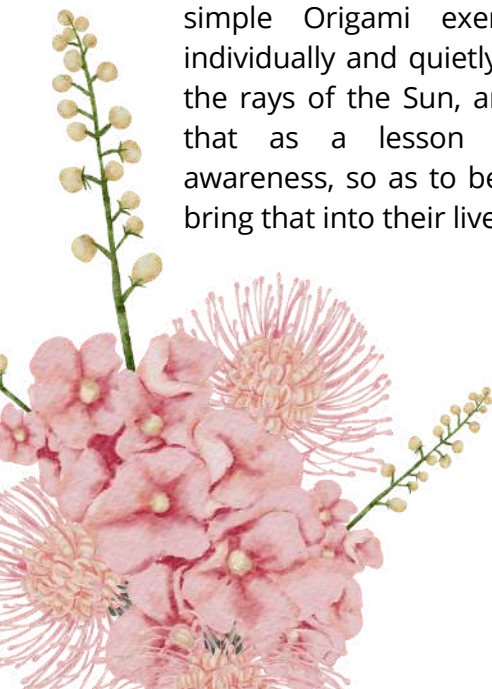 simple Origami exer
individually and quietly
the rays of the Sun, a
that as a lesson
awareness, so as to be
bring that into their live